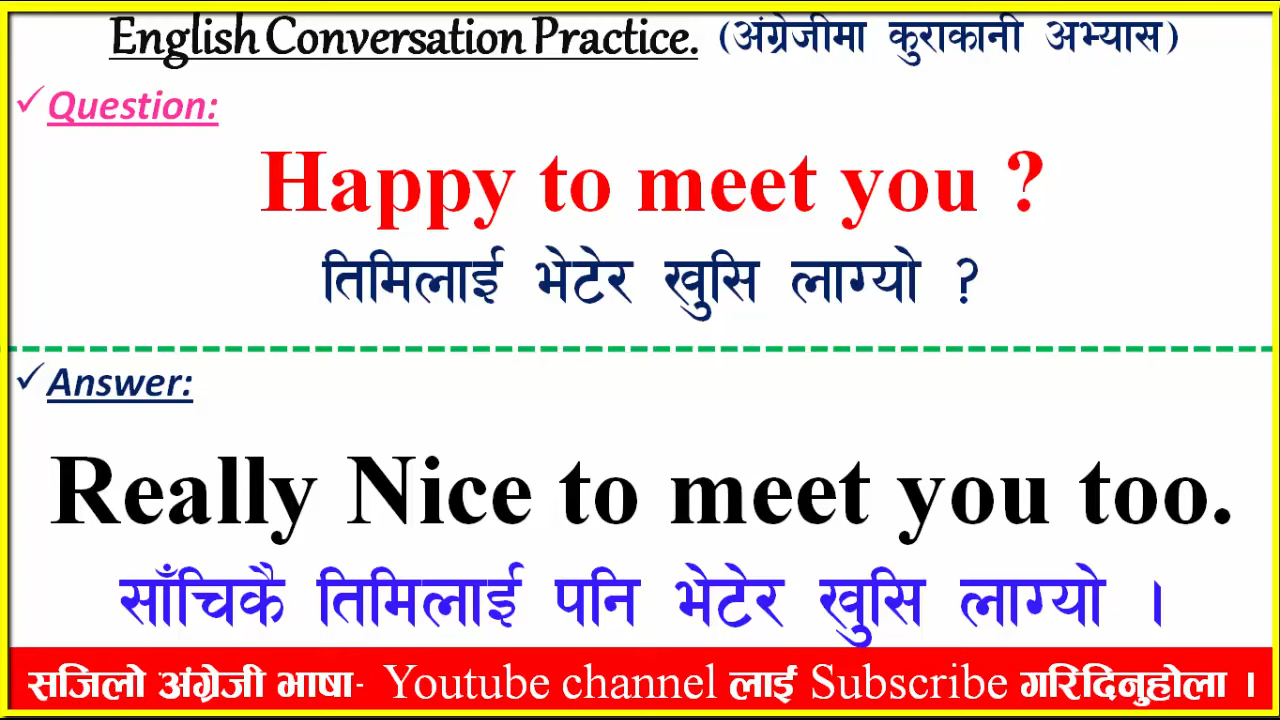 English Conversation Practice. (अंग्रेजीमा कुराकानी अभ्यास)
Question:
Happy to meet you ?
तिमिलाई भेटेर खुसि लाग्यो ?
Answer:
Really Nice to meet you too.
साँचिकै तिमिलाई पनि भेटेर खुसि लाग्यो ।
सजिलो अंग्रेजी भाषा- Youtube channel लाई Subscribe गरिदिनुहोला ।